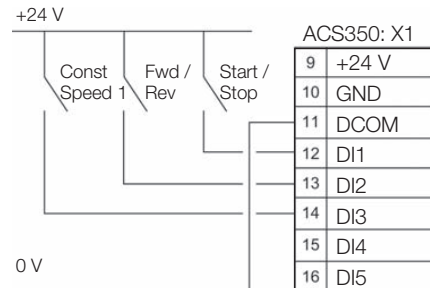 +24 V
ACS350: X1
Const Speed 1
Fwd / Rev
Start / Stop
9 +24 V
10 GND
11 DCOM
12 DI1
13 DI2
14 DI3
15 DI4
16 DI5
0 V